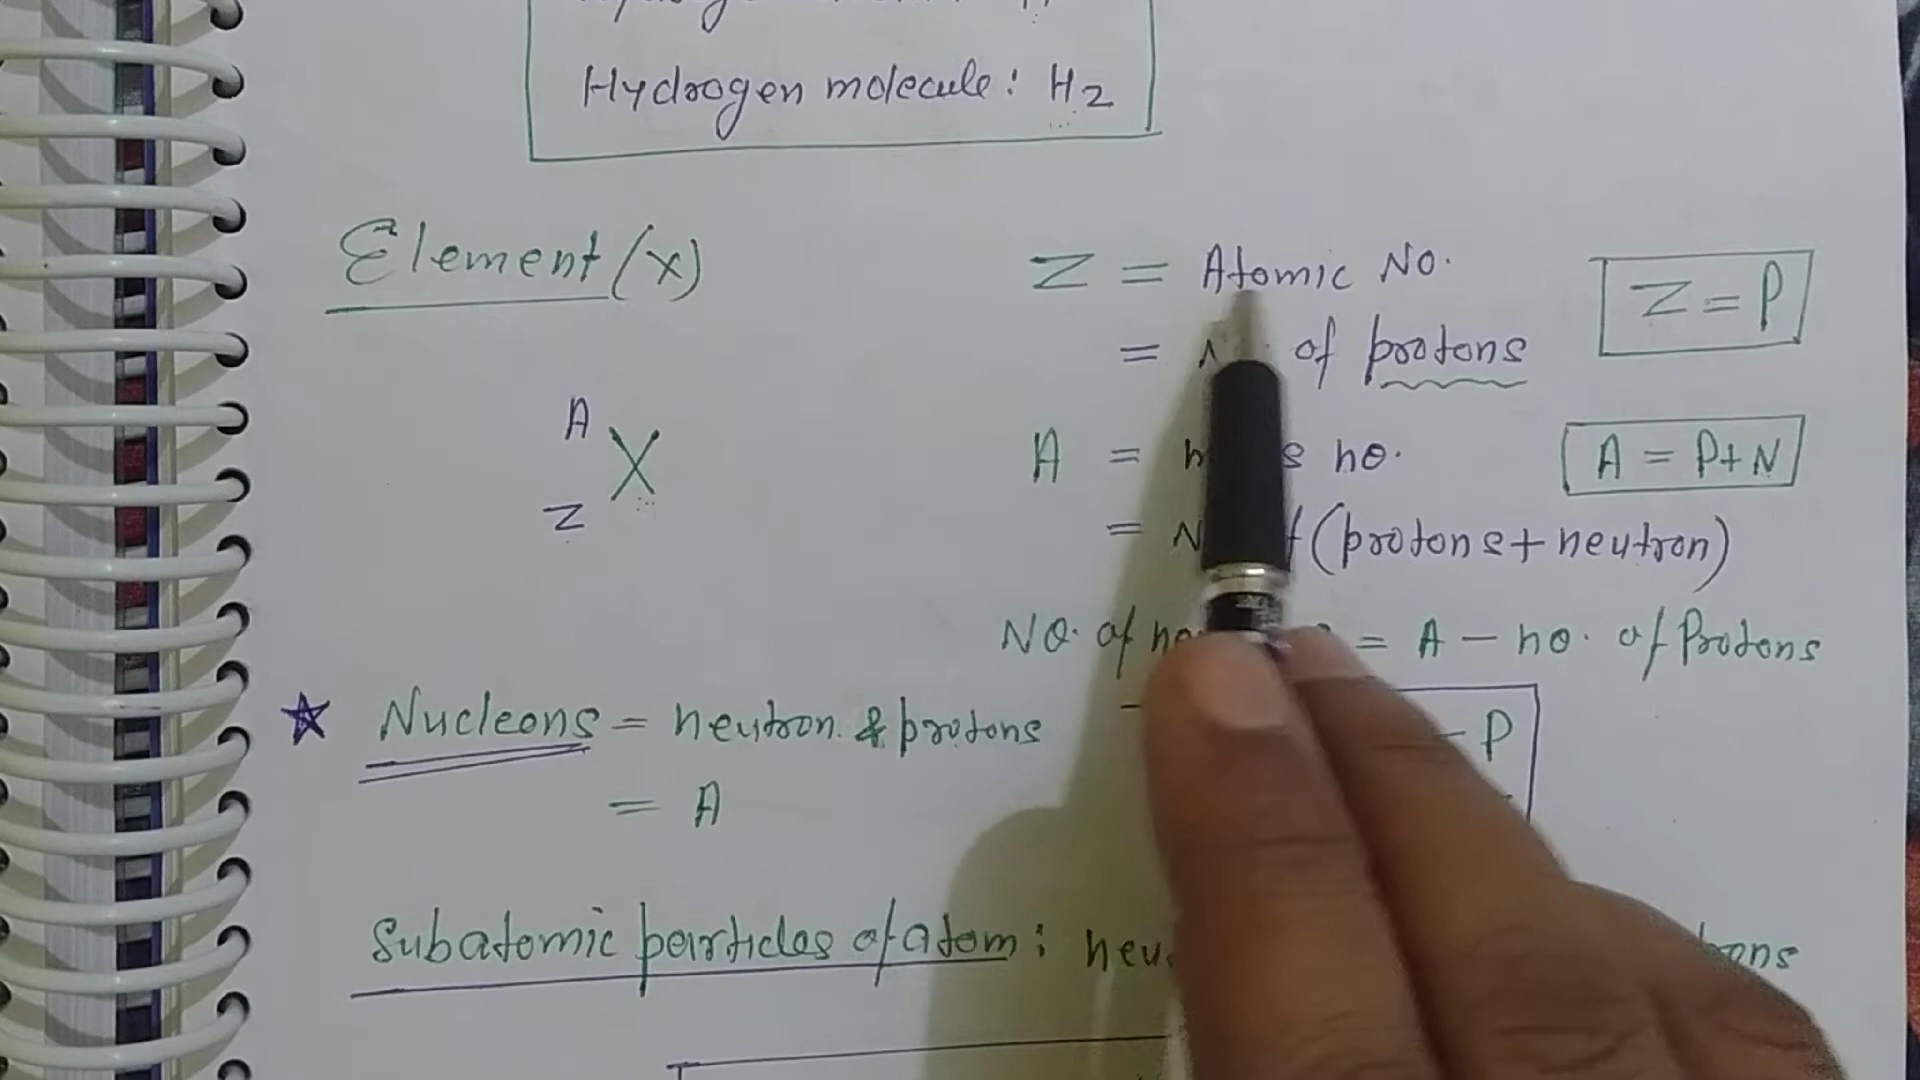 Hydrogen molecule: H2
Element (X)
Z = Atomic No.
= of protons
Z = P
A
X
Z
A = no.
A = P+N
= (protons + neutron)
No. of = A - no. of Protons
Nucleons = neutron & protons
- P
= A
Subatomic particles of atom: